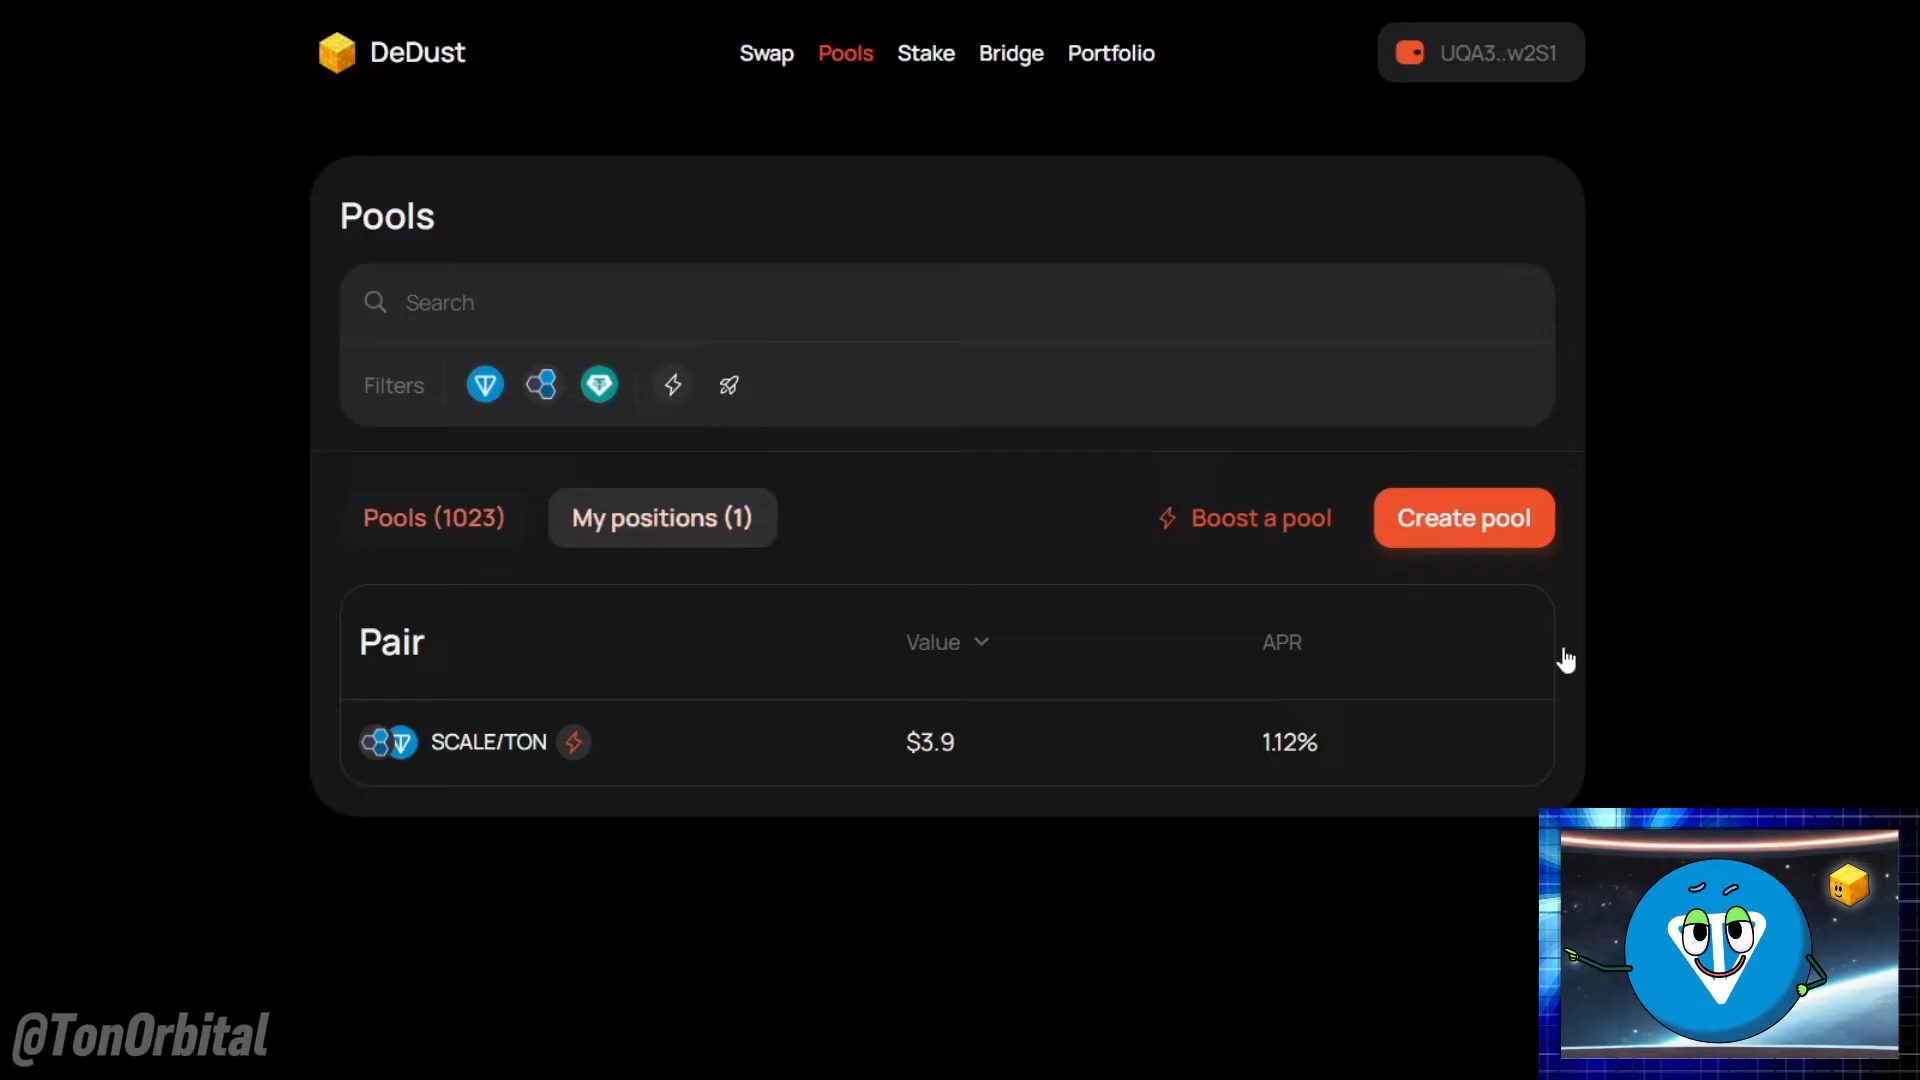 DeDust
Swap Pools Stake Bridge Portfolio
UQA3..w2S1
Pools
Search
Filters
Pools (1023) My positions (1)
Boost a pool Create pool
Pair Value APR
SCALE/TON $3.9 1.12%
@TonOrbital